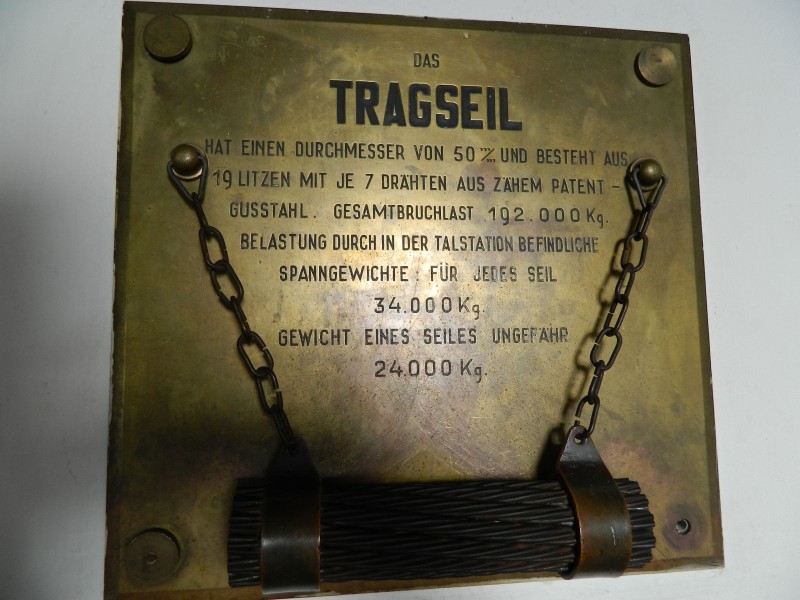 DAS
TRAGSEIL
HAT EINEN DURCHMESSER VON 50 m/m UND BESTEHT AUS
19 LITZEN MIT JE 7 DRÄHTEN AUS ZÄHEM PATENT-
GUSSTAHL. GESAMTBRUCHLAST 192.000 Kg.
BELASTUNG DURCH IN DER TALSTATION BEFINDLICHE
SPANNGEWICHTE: FÜR JEDES SEIL
34.000 Kg.
GEWICHT EINES SEILES UNGEFÄHR
24.000 Kg.